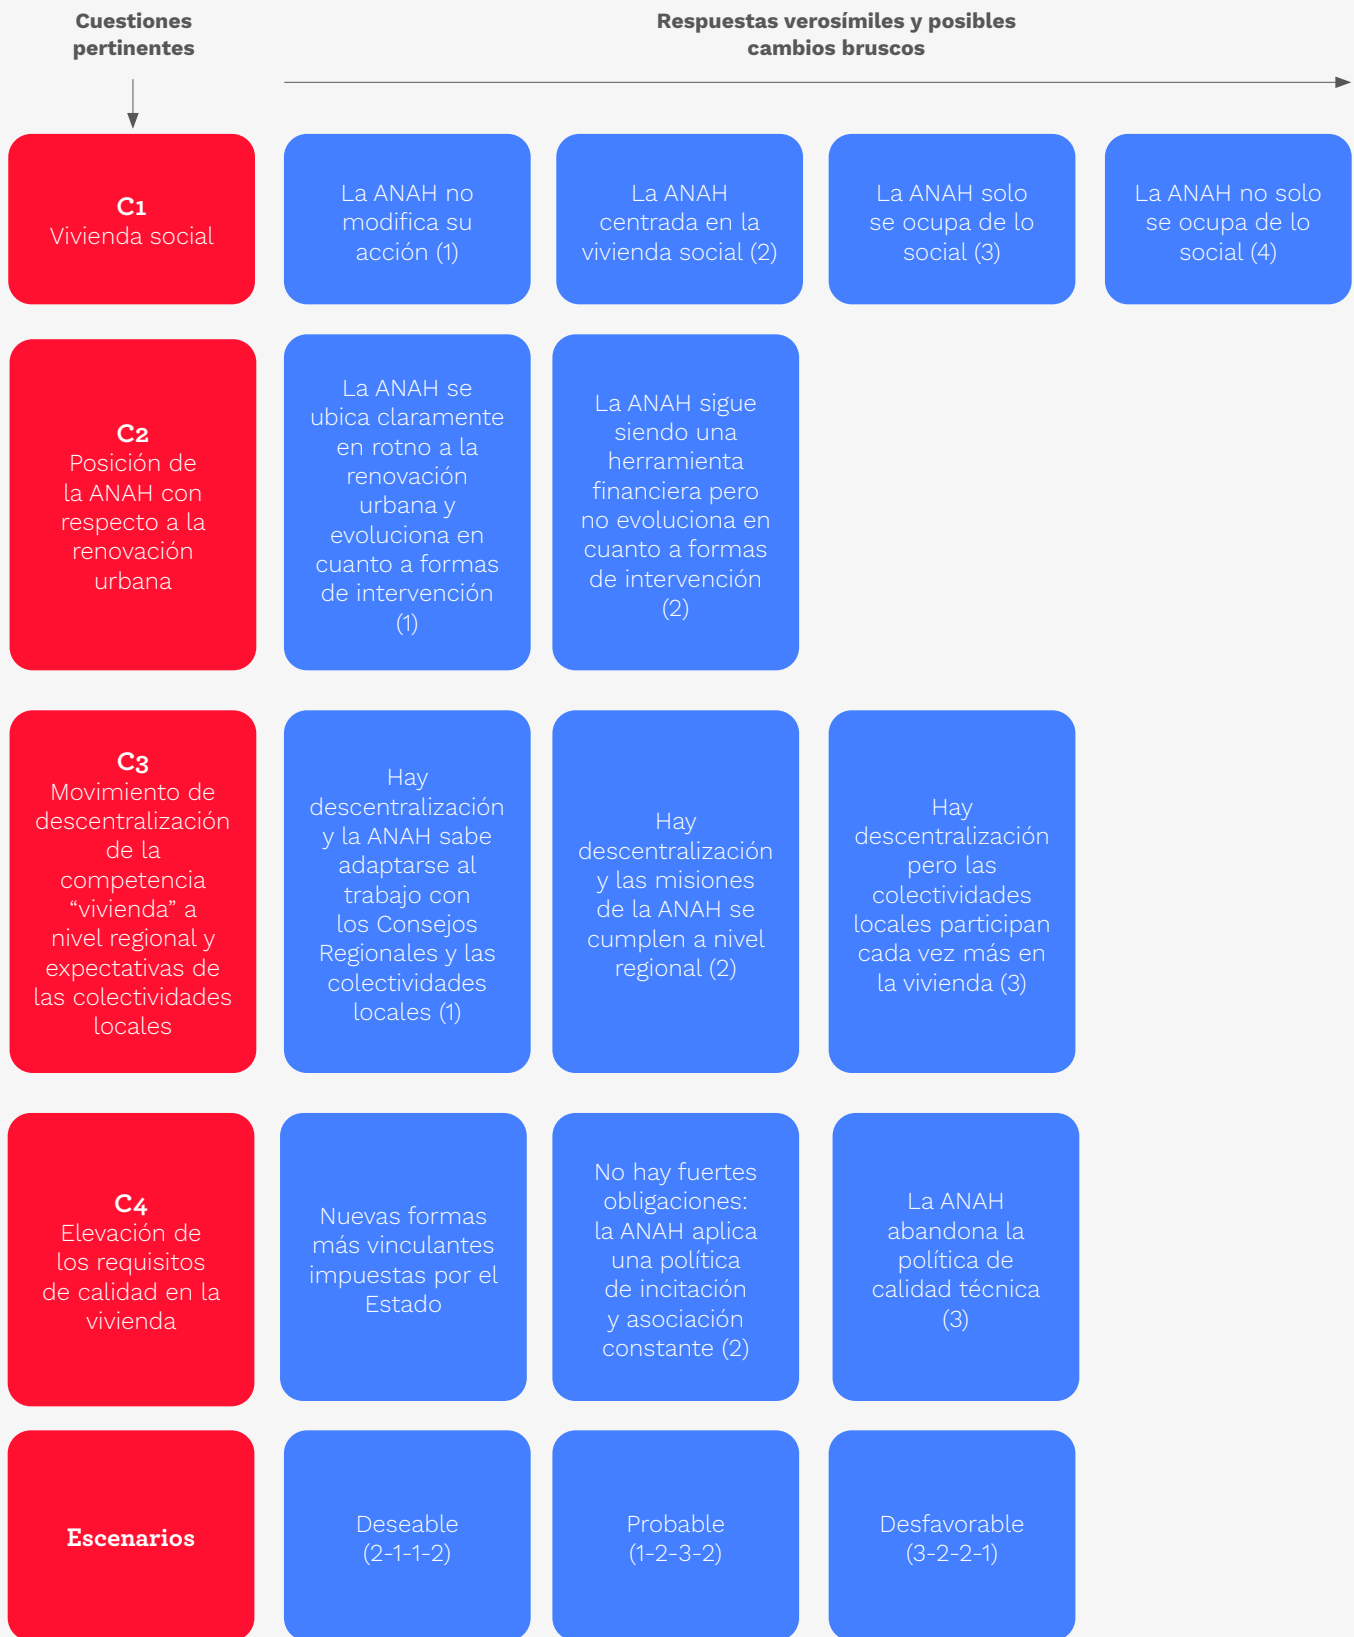 Cuestiones
pertinentes
Respuestas verosímiles y posibles
cambios bruscos
C1
Vivienda social
La ANAH no
modifica su
acción (1)
La ANAH
centrada en la
vivienda social (2)
La ANAH solo
se ocupa de lo
social (3)
La ANAH no solo
se ocupa de lo
social (4)
C2
Posición de
la ANAH con
respecto a la
renovación
urbana
La ANAH se
ubica claramente
en rotno a la
renovación
urbana y
evoluciona en
cuanto a formas
de intervención
(1)
La ANAH sigue
siendo una
herramienta
financiera pero
no evoluciona en
cuanto a formas
de intervención
(2)
C3
Movimiento de
descentralización
de la
competencia
“vivienda” a
nivel regional y
expectativas de
las colectividades
locales
Hay
descentralización
y la ANAH sabe
adaptarse al
trabajo con
los Consejos
Regionales y las
colectividades
locales (1)
Hay
descentralización
y las misiones
de la ANAH se
cumplen a nivel
regional (2)
Hay
descentralización
pero las
colectividades
locales participan
cada vez más en
la vivienda (3)
C4
Elevación de
los requisitos
de calidad en la
vivienda
Nuevas formas
más vinculantes
impuestas por el
Estado
No hay fuertes
obligaciones:
la ANAH aplica
una política
de incitación
y asociación
constante (2)
La ANAH
abandona la
política de
calidad técnica
(3)
Escenarios
Deseable
(2-1-1-2)
Probable
(1-2-3-2)
Desfavorable
(3-2-2-1)